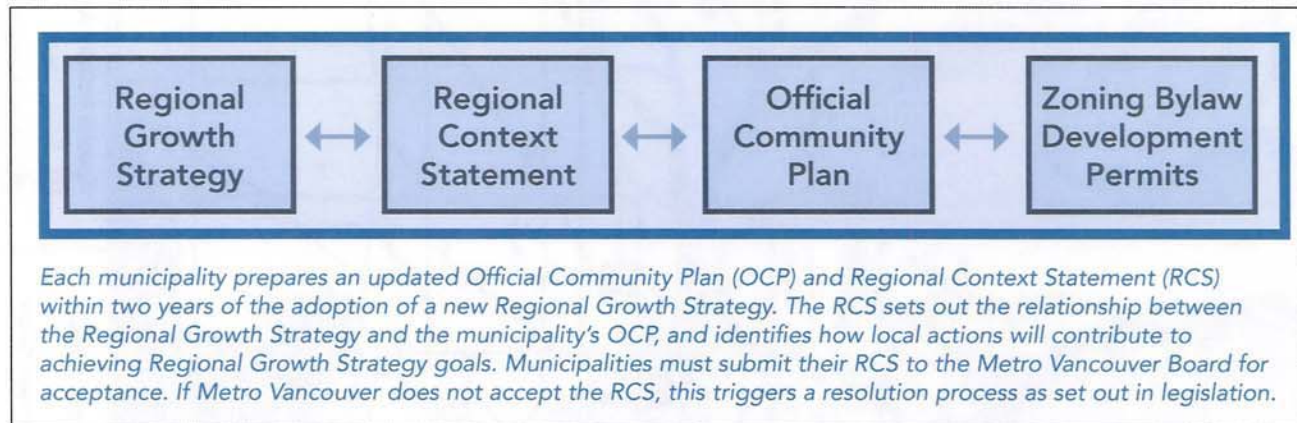 Regional
Growth
Strategy
Regional
Context
Statement
Official
Community
Plan
Zoning Bylaw
Development
Permits
Each municipality prepares an updated Official Community Plan (OCP) and Regional Context Statement (RCS)
within two years of the adoption of a new Regional Growth Strategy. The RCS sets out the relationship between
the Regional Growth Strategy and the municipality's OCP, and identifies how local actions will contribute to
achieving Regional Growth Strategy goals. Municipalities must submit their RCS to the Metro Vancouver Board for
acceptance. If Metro Vancouver does not accept the RCS, this triggers a resolution process as set out in legislation.